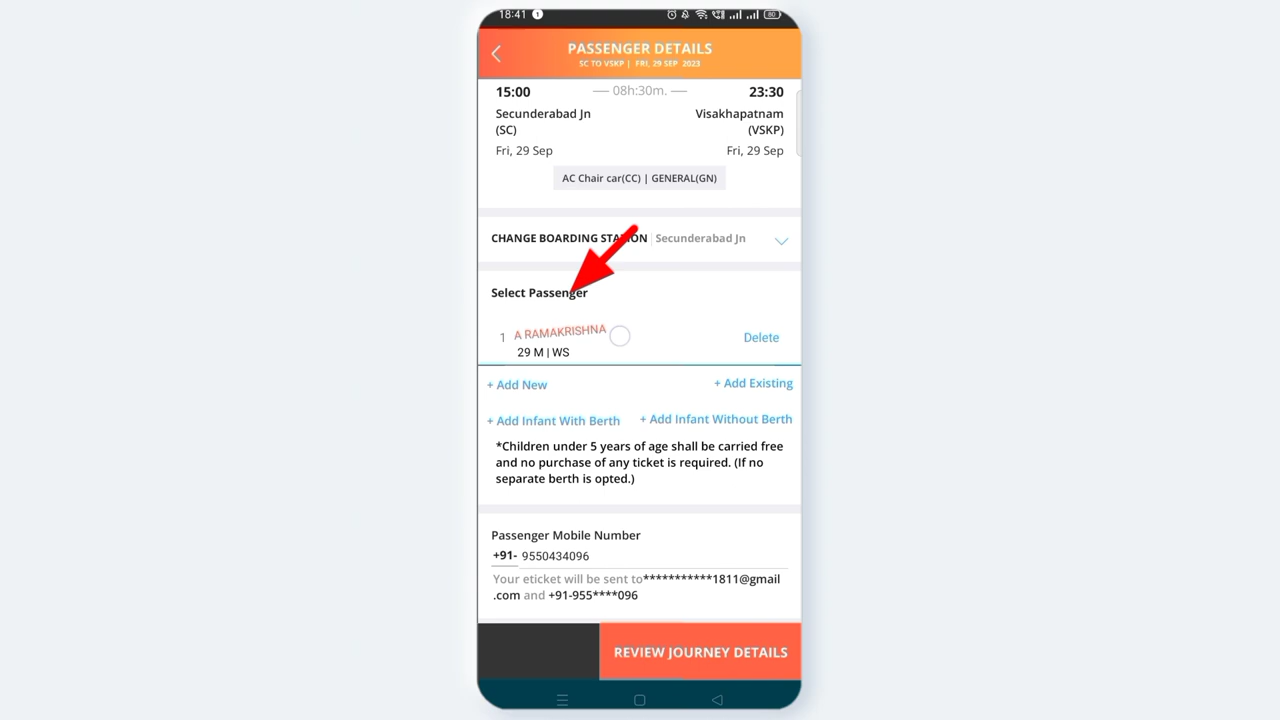 18:41 1 80
PASSENGER DETAILS
SC TO VSKP | FRI, 29 SEP 2023
15:00 — 08h:30m. — 23:30
Secunderabad Jn Visakhapatnam
(SC) (VSKP)
Fri, 29 Sep Fri, 29 Sep
AC Chair car(CC) | GENERAL(GN)
CHANGE BOARDING STATION | Secunderabad Jn
Select Passenger
1 A RAMAKRISHNA Delete
29 M | WS
+ Add New + Add Existing
+ Add Infant With Berth + Add Infant Without Berth
*Children under 5 years of age shall be carried free
and no purchase of any ticket is required. (If no
separate berth is opted.)
Passenger Mobile Number
+91- 9550434096
Your eticket will be sent to***********1811@gmail
.com and +91-955****096
REVIEW JOURNEY DETAILS